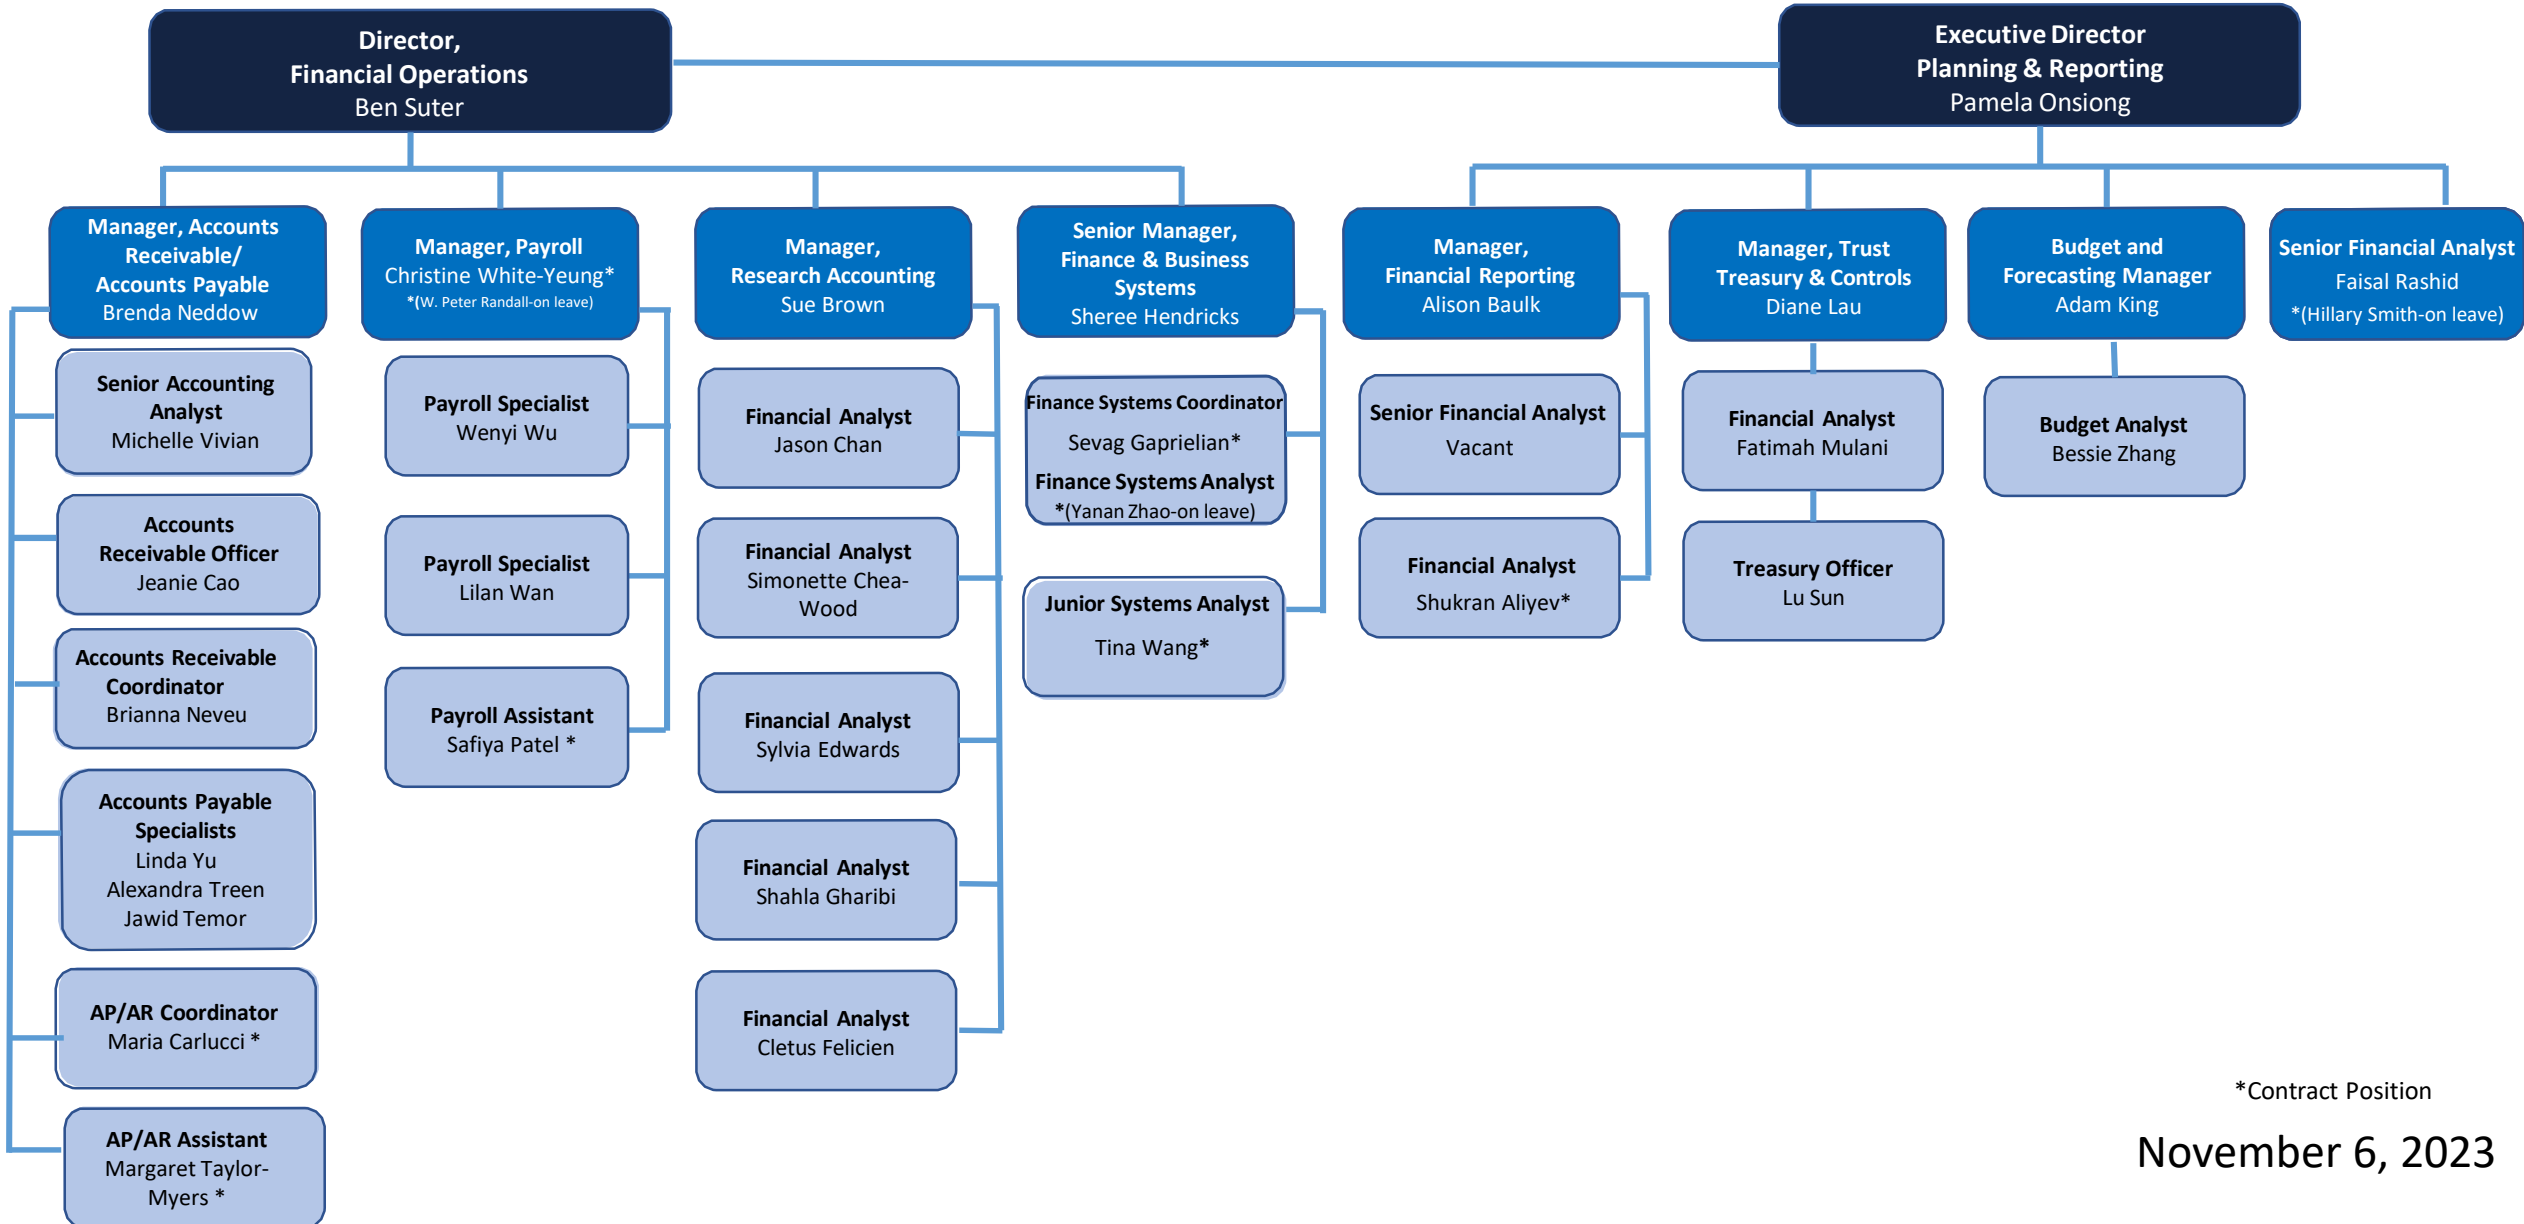 Director,
Financial Operations
Ben Suter
Executive Director
Planning & Reporting
Pamela Onsiong
Manager, Accounts
Receivable/
Accounts Payable
Brenda Neddow
Senior Accounting
Analyst
Michelle Vivian
Accounts
Receivable Officer
Jeanie Cao
Accounts Receivable
Coordinator
Brianna Neveu
Accounts Payable
Specialists
Linda Yu
Alexandra Treen
Jawid Temor
AP/AR Coordinator
Maria Carlucci *
AP/AR Assistant
Margaret Taylor-
Myers *
Manager, Payroll
Christine White-Yeung*
*(W. Peter Randall-on leave)
Payroll Specialist
Wenyi Wu
Payroll Specialist
Lilan Wan
Payroll Assistant
Safiya Patel *
Manager,
Research Accounting
Sue Brown
Financial Analyst
Jason Chan
Financial Analyst
Simonette Chea-
Wood
Financial Analyst
Sylvia Edwards
Financial Analyst
Shahla Gharibi
Financial Analyst
Cletus Felicien
Senior Manager,
Finance & Business
Systems
Sheree Hendricks
Finance Systems Coordinator
Sevag Gaprielian*
Finance Systems Analyst
*(Yanan Zhao-on leave)
Junior Systems Analyst
Tina Wang*
Manager,
Financial Reporting
Alison Baulk
Senior Financial Analyst
Vacant
Financial Analyst
Shukran Aliyev*
Manager, Trust
Treasury & Controls
Diane Lau
Financial Analyst
Fatimah Mulani
Treasury Officer
Lu Sun
Budget and
Forecasting Manager
Adam King
Budget Analyst
Bessie Zhang
Senior Financial Analyst
Faisal Rashid
*(Hillary Smith-on leave)
*Contract Position
November 6, 2023